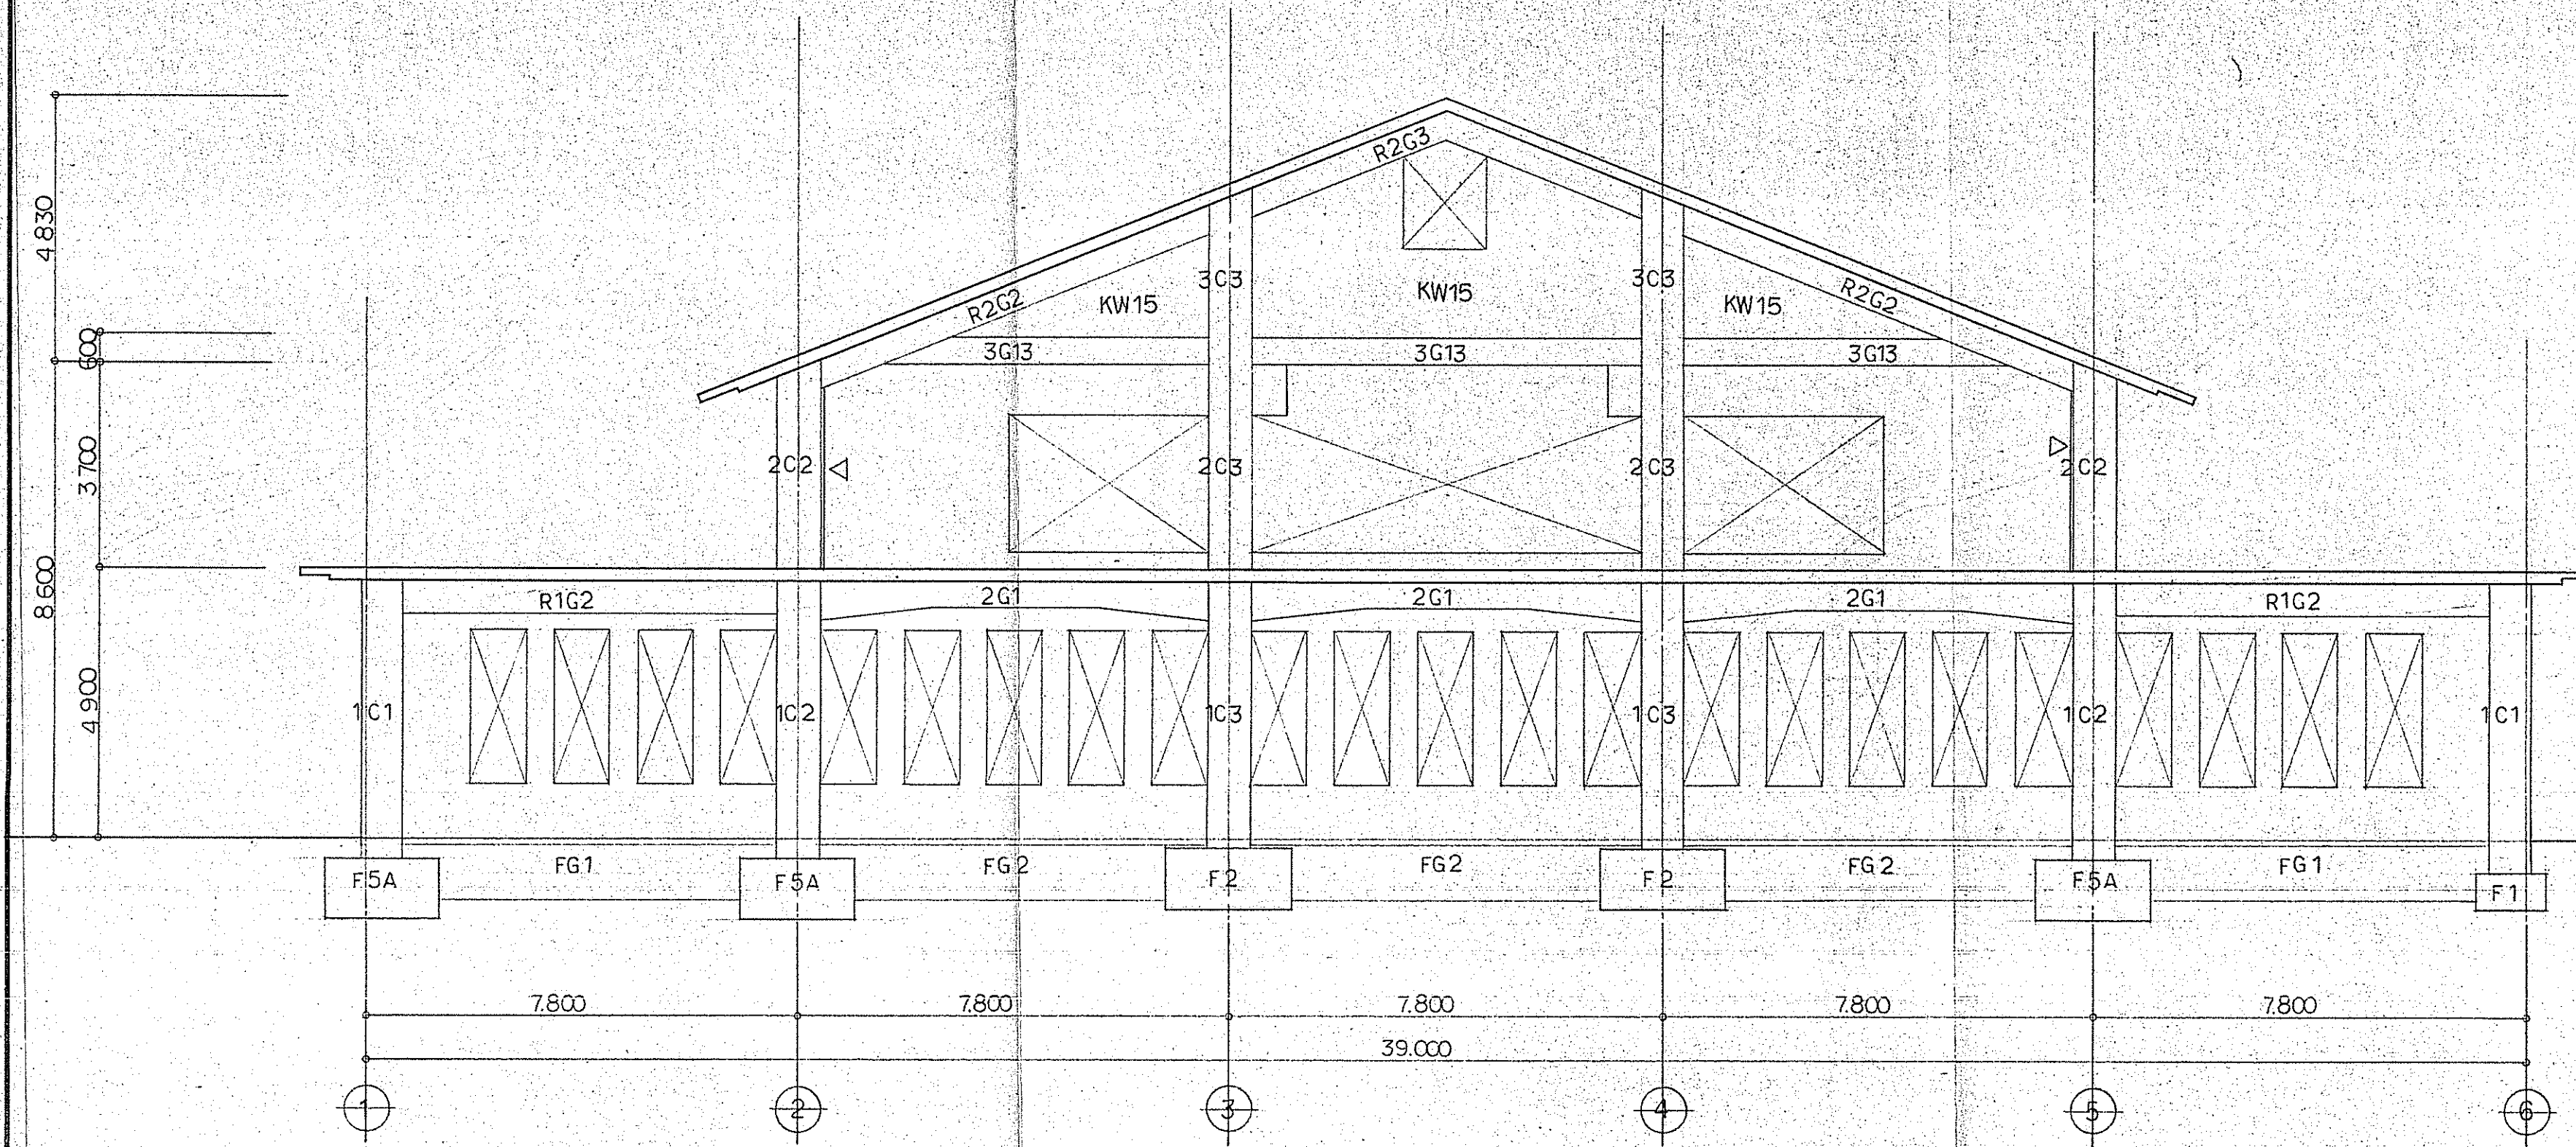 4.830
600
3.700
8.600
4.900
R2G3
R2G2
R2G2
3C3
3C3
KW15
KW15
KW15
3G13
3G13
3G13
2C2
2C3
2C3
2C2
R1G2
2G1
2G1
2G1
R1G2
1C1
1C2
1C3
1C3
1C2
1C1
FG1
FG2
FG2
FG2
FG1
F5A
F5A
F2
F2
F5A
F1
7.800
7.800
7.800
7.800
7.800
39.000
1
2
3
4
5
6